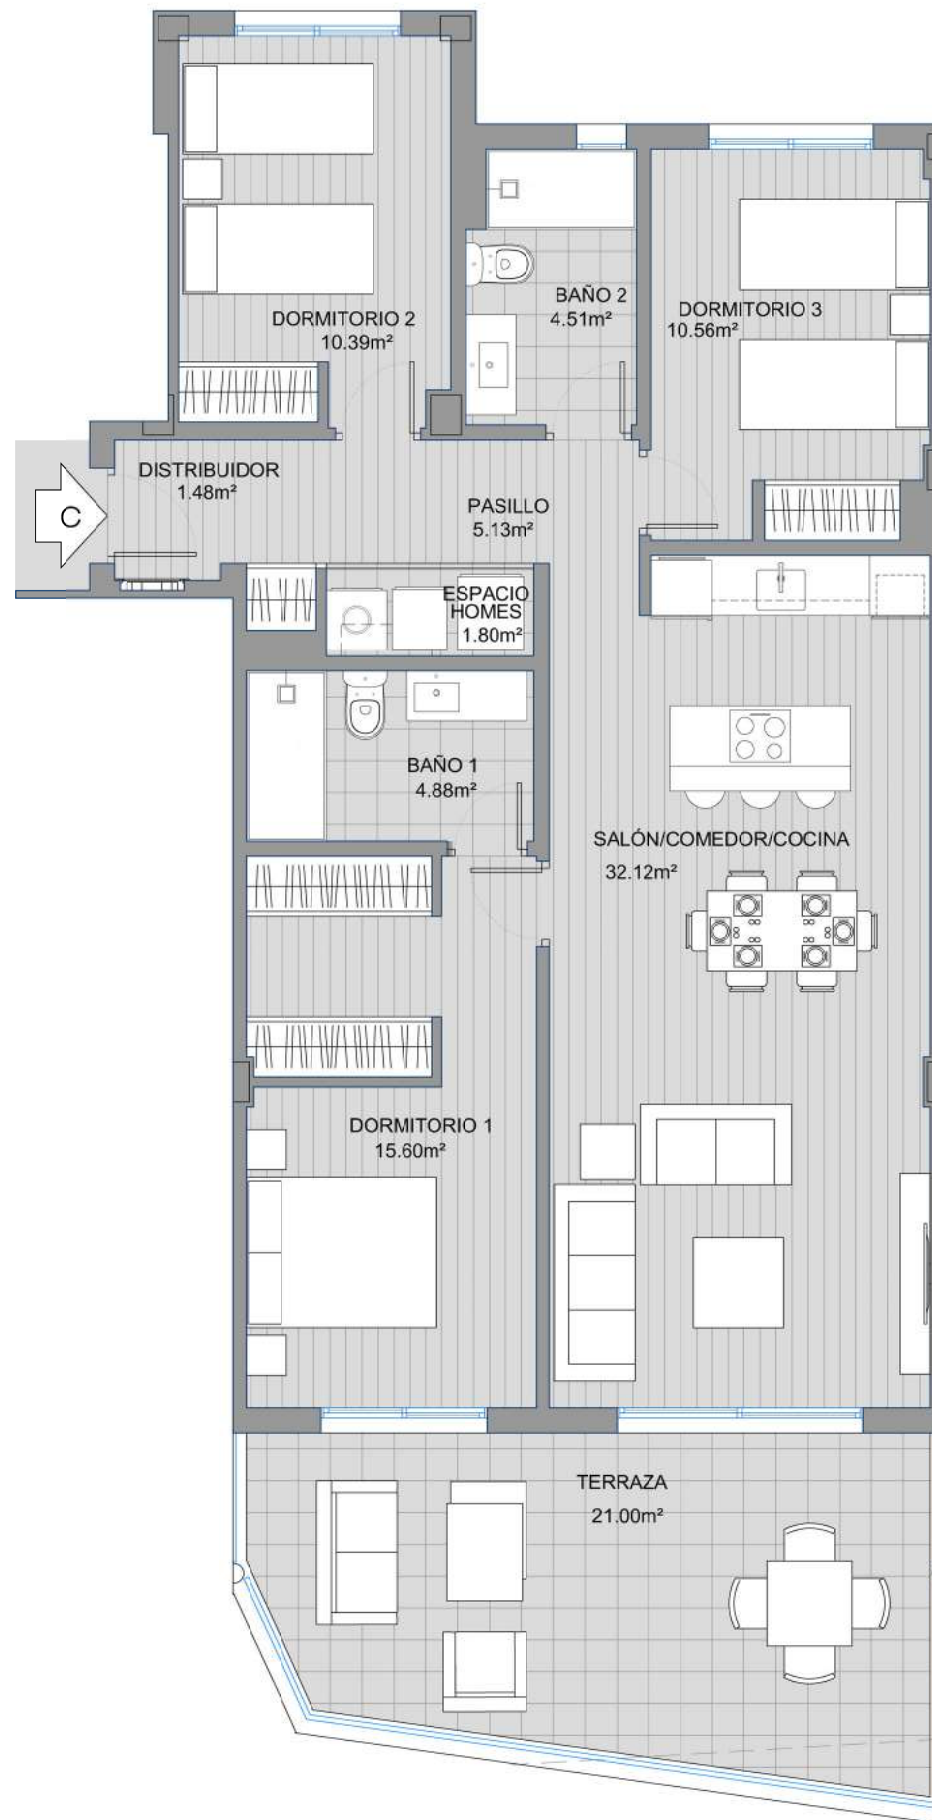 DORMITORIO 2
10.39m²
BAÑO 2
4.51m²
DORMITORIO 3
10.56m²
DISTRIBUIDOR
1.48m²
C
PASILLO
5.13m²
ESPACIO
HOMES
1.80m²
BAÑO 1
4.88m²
SALÓN/COMEDOR/COCINA
32.12m²
DORMITORIO 1
15.60m²
TERRAZA
21.00m²